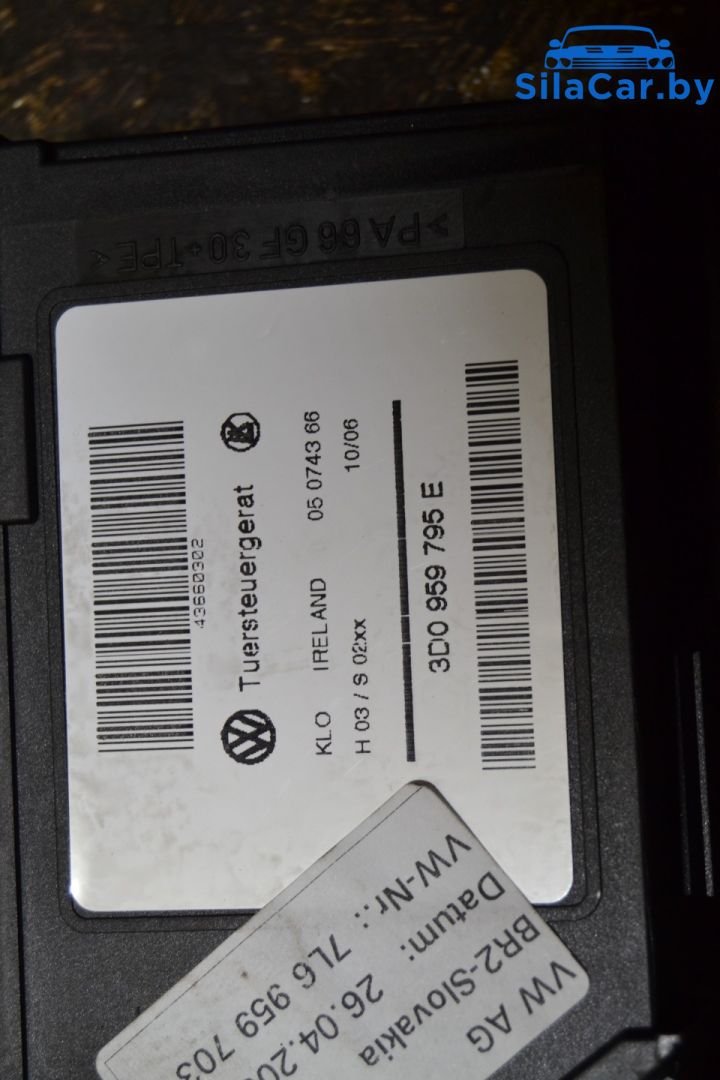 SilaCar.by
>PA 66 GF 30+TPE<
43660302
Tuersteuergerat
KLO IRELAND 05 0743 66
H 03 / S 02xx 10/06
3D0 959 795 E
VW AG
BR2-Slovakia
Datum: 26.04.20
VW-Nr.: 7L6 959 703